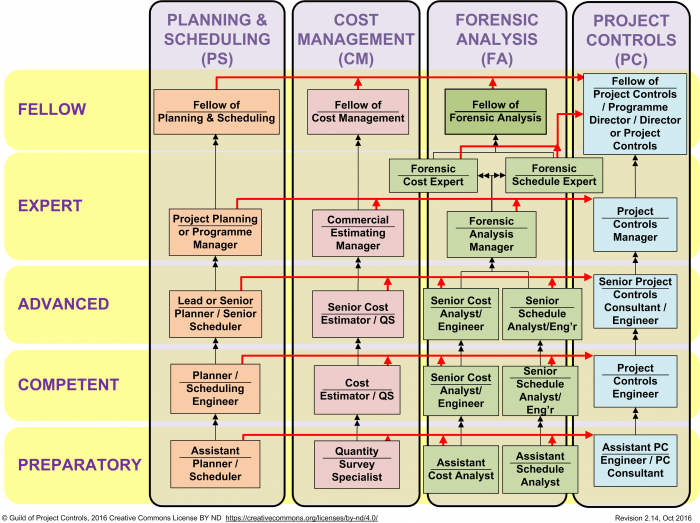 PLANNING &
SCHEDULING
(PS)
COST
MANAGEMENT
(CM)
FORENSIC
ANALYSIS
(FA)
PROJECT
CONTROLS
(PC)
FELLOW
Fellow of
Planning & Scheduling
Fellow of
Cost Management
Fellow of
Forensic Analysis
Fellow of
Project Controls
/ Programme
Director / Director
or Project
Controls
EXPERT
Forensic
Cost Expert
Forensic
Schedule Expert
Project Planning
or Programme
Manager
Commercial
Estimating
Manager
Forensic
Analysis
Manager
Project
Controls
Manager
ADVANCED
Lead or Senior
Planner / Senior
Scheduler
Senior Cost
Estimator / QS
Senior Cost
Analyst/
Engineer
Senior
Schedule
Analyst/Eng'r
Senior Project
Controls
Consultant /
Engineer
COMPETENT
Planner /
Scheduling
Engineer
Cost
Estimator / QS
Senior Cost
Analyst/
Engineer
Senior
Schedule
Analyst/
Eng'r
Project
Controls
Engineer
PREPARATORY
Assistant
Planner /
Scheduler
Quantity
Survey
Specialist
Assistant
Cost Analyst
Assistant
Schedule
Analyst
Assistant PC
Engineer / PC
Consultant
© Guild of Project Controls, 2016 Creative Commons License BY ND https://creativecommons.org/licenses/by-nd/4.0/
Revision 2.14, Oct 2016